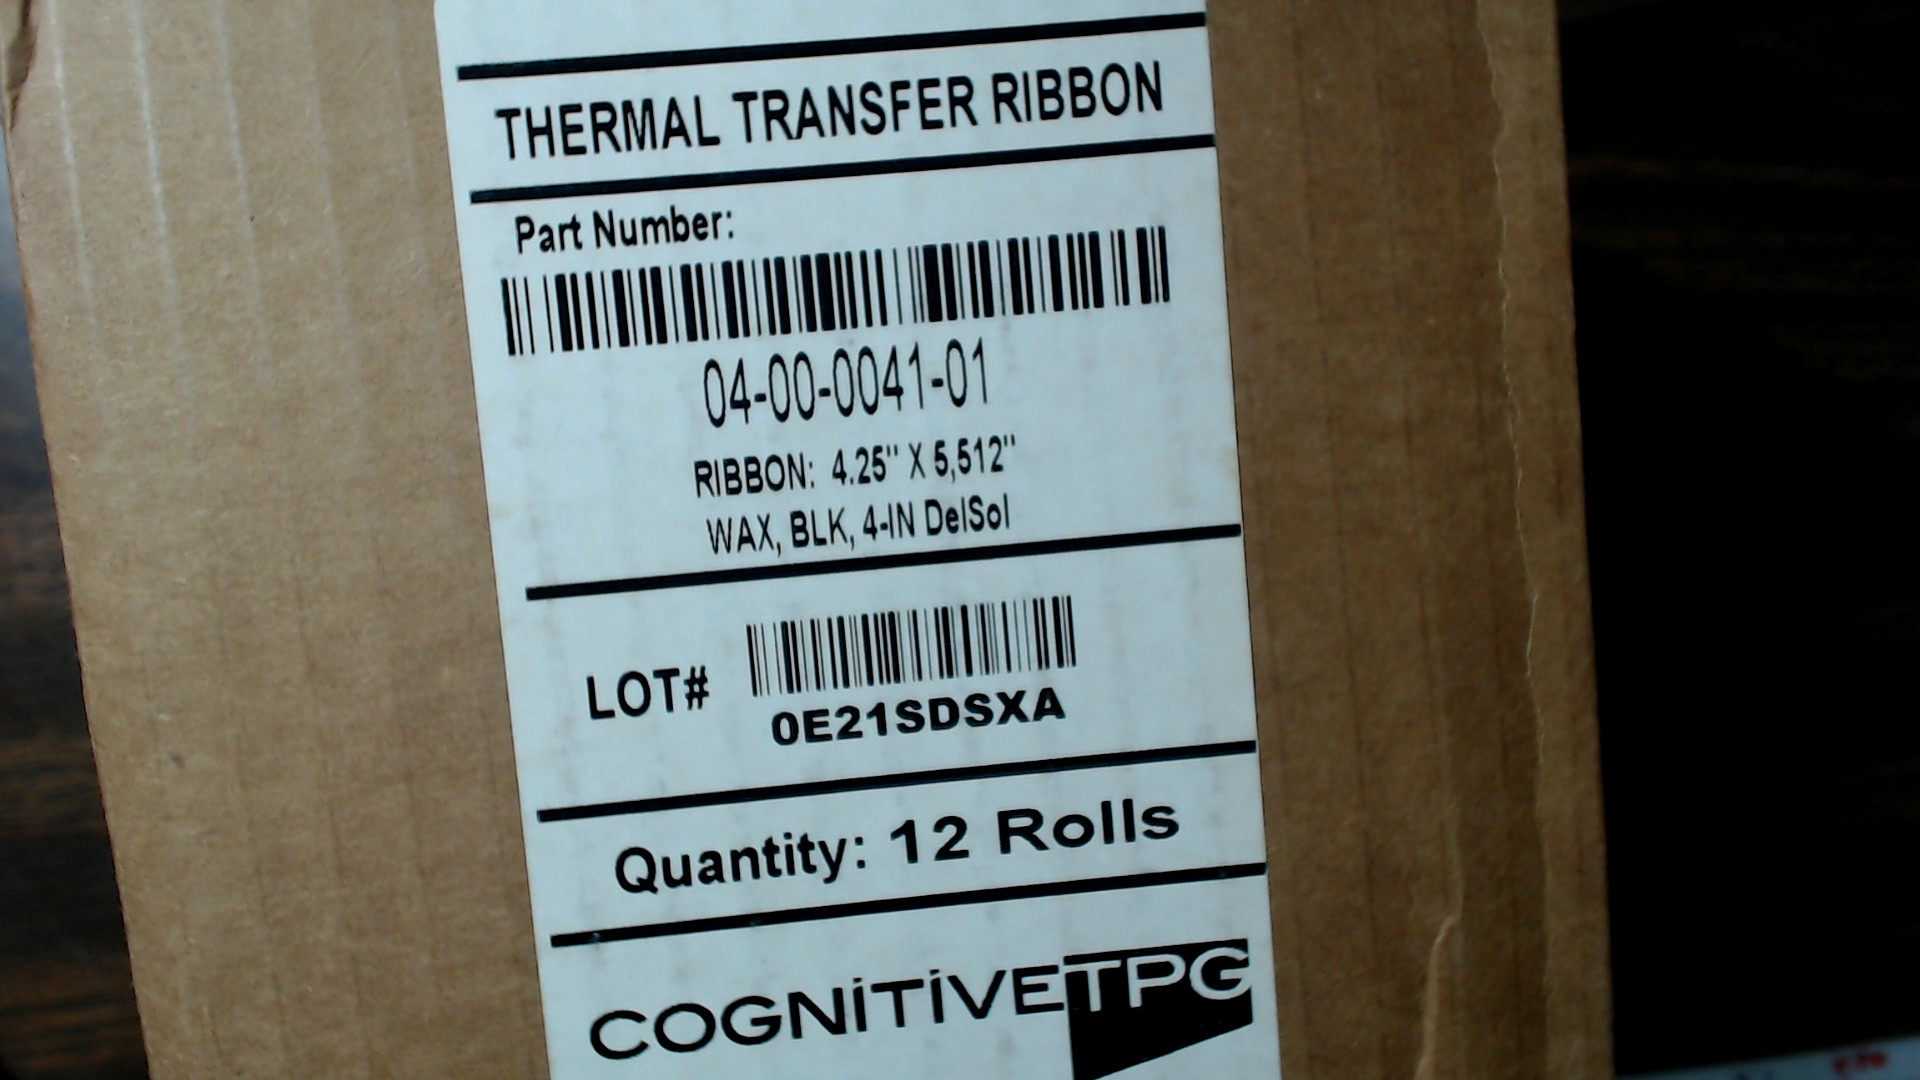 THERMAL TRANSFER RIBBON
Part Number:
04-00-0041-01
RIBBON: 4.25" X 5,512"
WAX, BLK, 4-IN DelSol
LOT#
0E21SDSXA
Quantity: 12 Rolls
COGNiTiVETPG